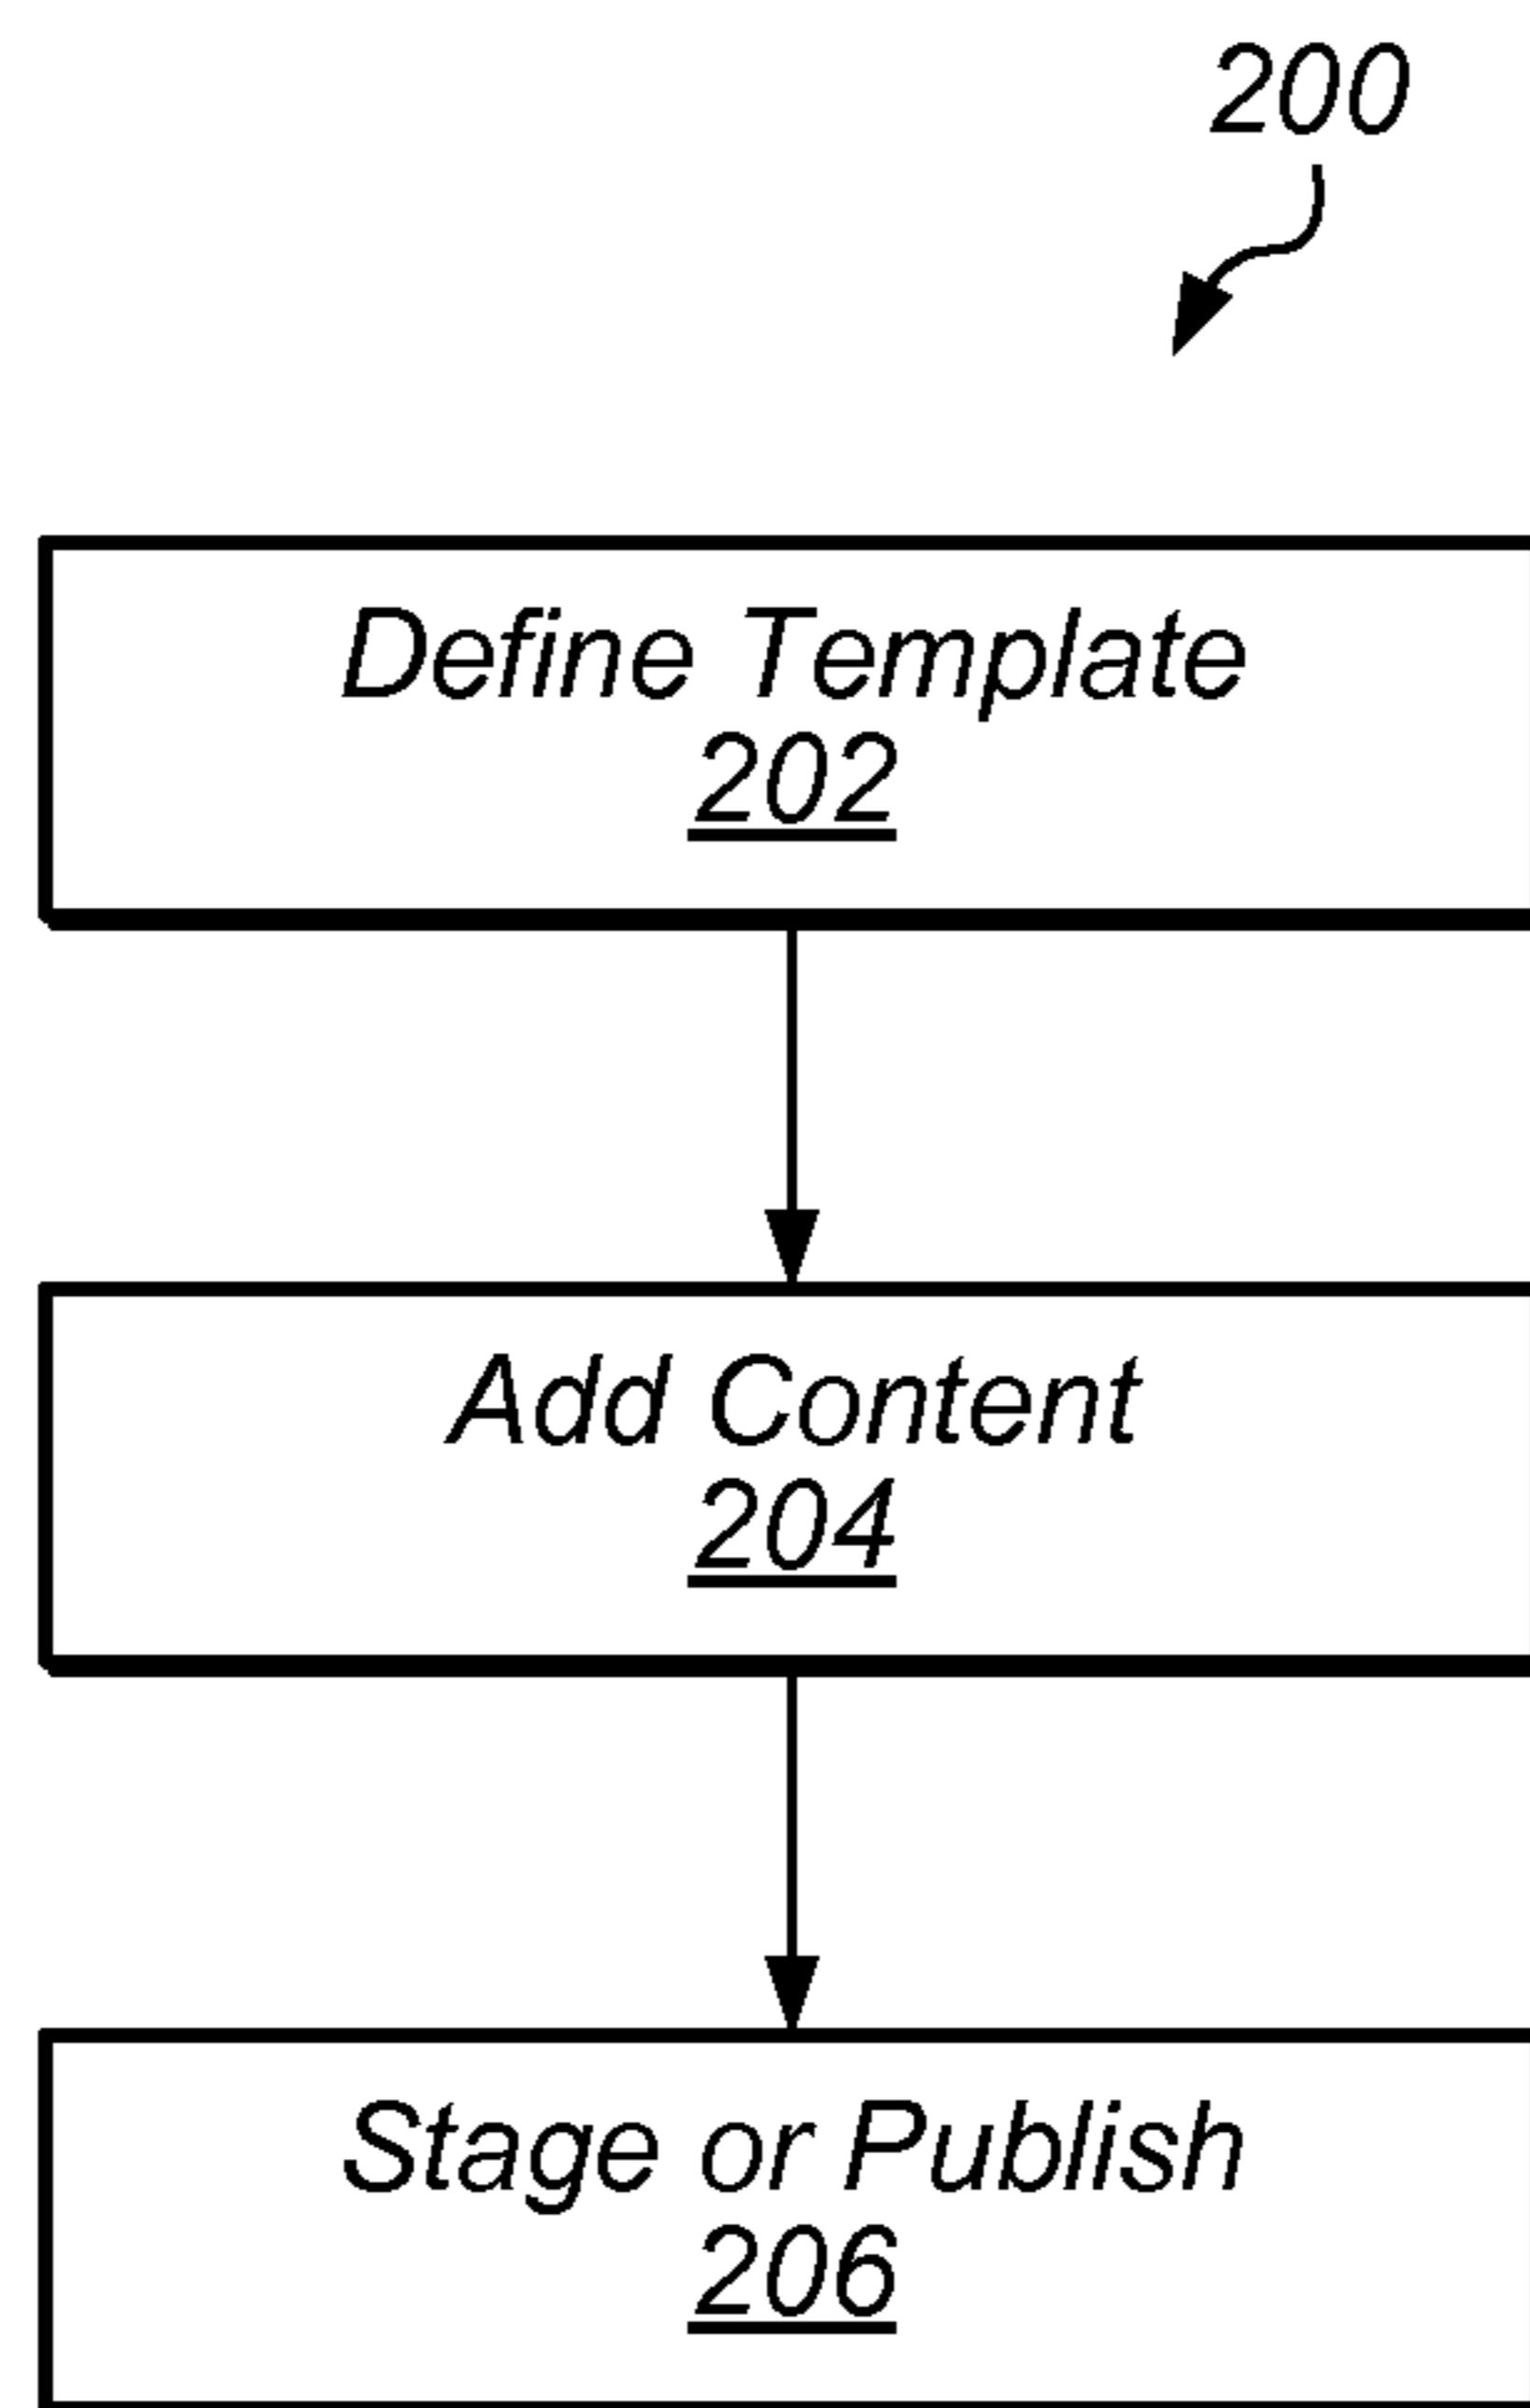 200
Define Template
202
Add Content
204
Stage or Publish
206